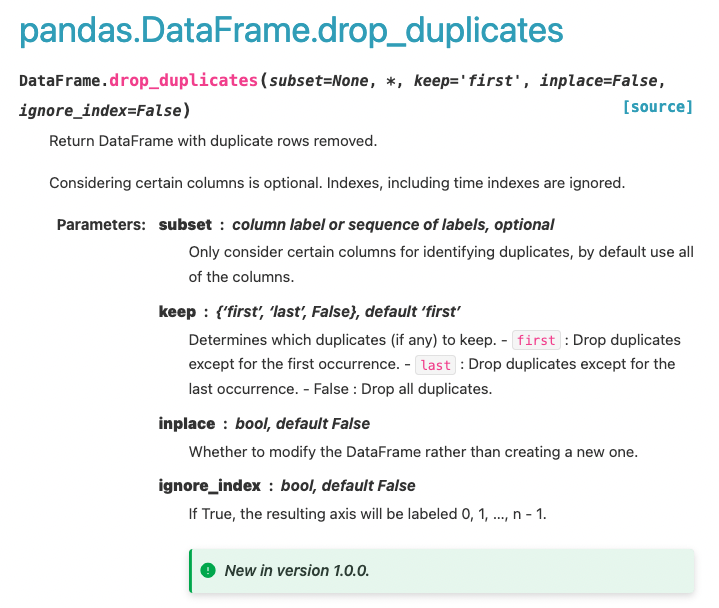 pandas.DataFrame.drop_duplicates
DataFrame.drop_duplicates(subset=None, *, keep='first', inplace=False,
ignore_index=False) [source]
Return DataFrame with duplicate rows removed.
Considering certain columns is optional. Indexes, including time indexes are ignored.
Parameters: subset : column label or sequence of labels, optional
Only consider certain columns for identifying duplicates, by default use all
of the columns.
keep : {‘first’, ‘last’, False}, default ‘first’
Determines which duplicates (if any) to keep. - first : Drop duplicates
except for the first occurrence. - last : Drop duplicates except for the
last occurrence. - False : Drop all duplicates.
inplace : bool, default False
Whether to modify the DataFrame rather than creating a new one.
ignore_index : bool, default False
If True, the resulting axis will be labeled 0, 1, …, n - 1.
New in version 1.0.0.